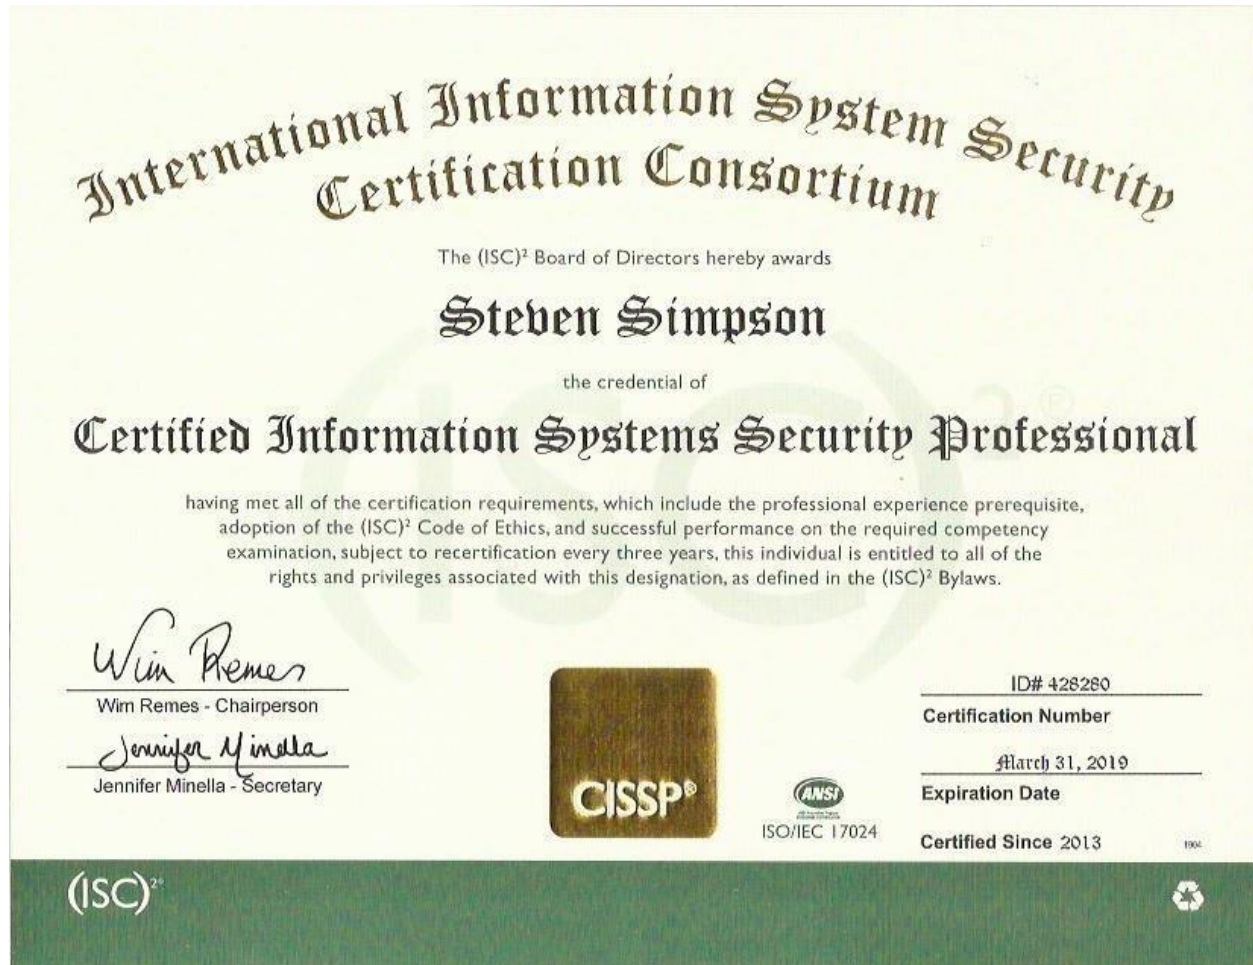 International Information System Security
Certification Consortium
The (ISC)² Board of Directors hereby awards
Steven Simpson
the credential of
(ISC)²®
Certified Information Systems Security Professional
having met all of the certification requirements, which include the professional experience prerequisite,
adoption of the (ISC)² Code of Ethics, and successful performance on the required competency
examination, subject to recertification every three years, this individual is entitled to all of the
rights and privileges associated with this designation, as defined in the (ISC)² Bylaws.
Wim Remes
Wim Remes - Chairperson
Jennifer Minella
Jennifer Minella - Secretary
CISSP®
ANSI
ISO/IEC 17024
ID# 428280
Certification Number
March 31, 2019
Expiration Date
Certified Since 2013
1904
(ISC)²®